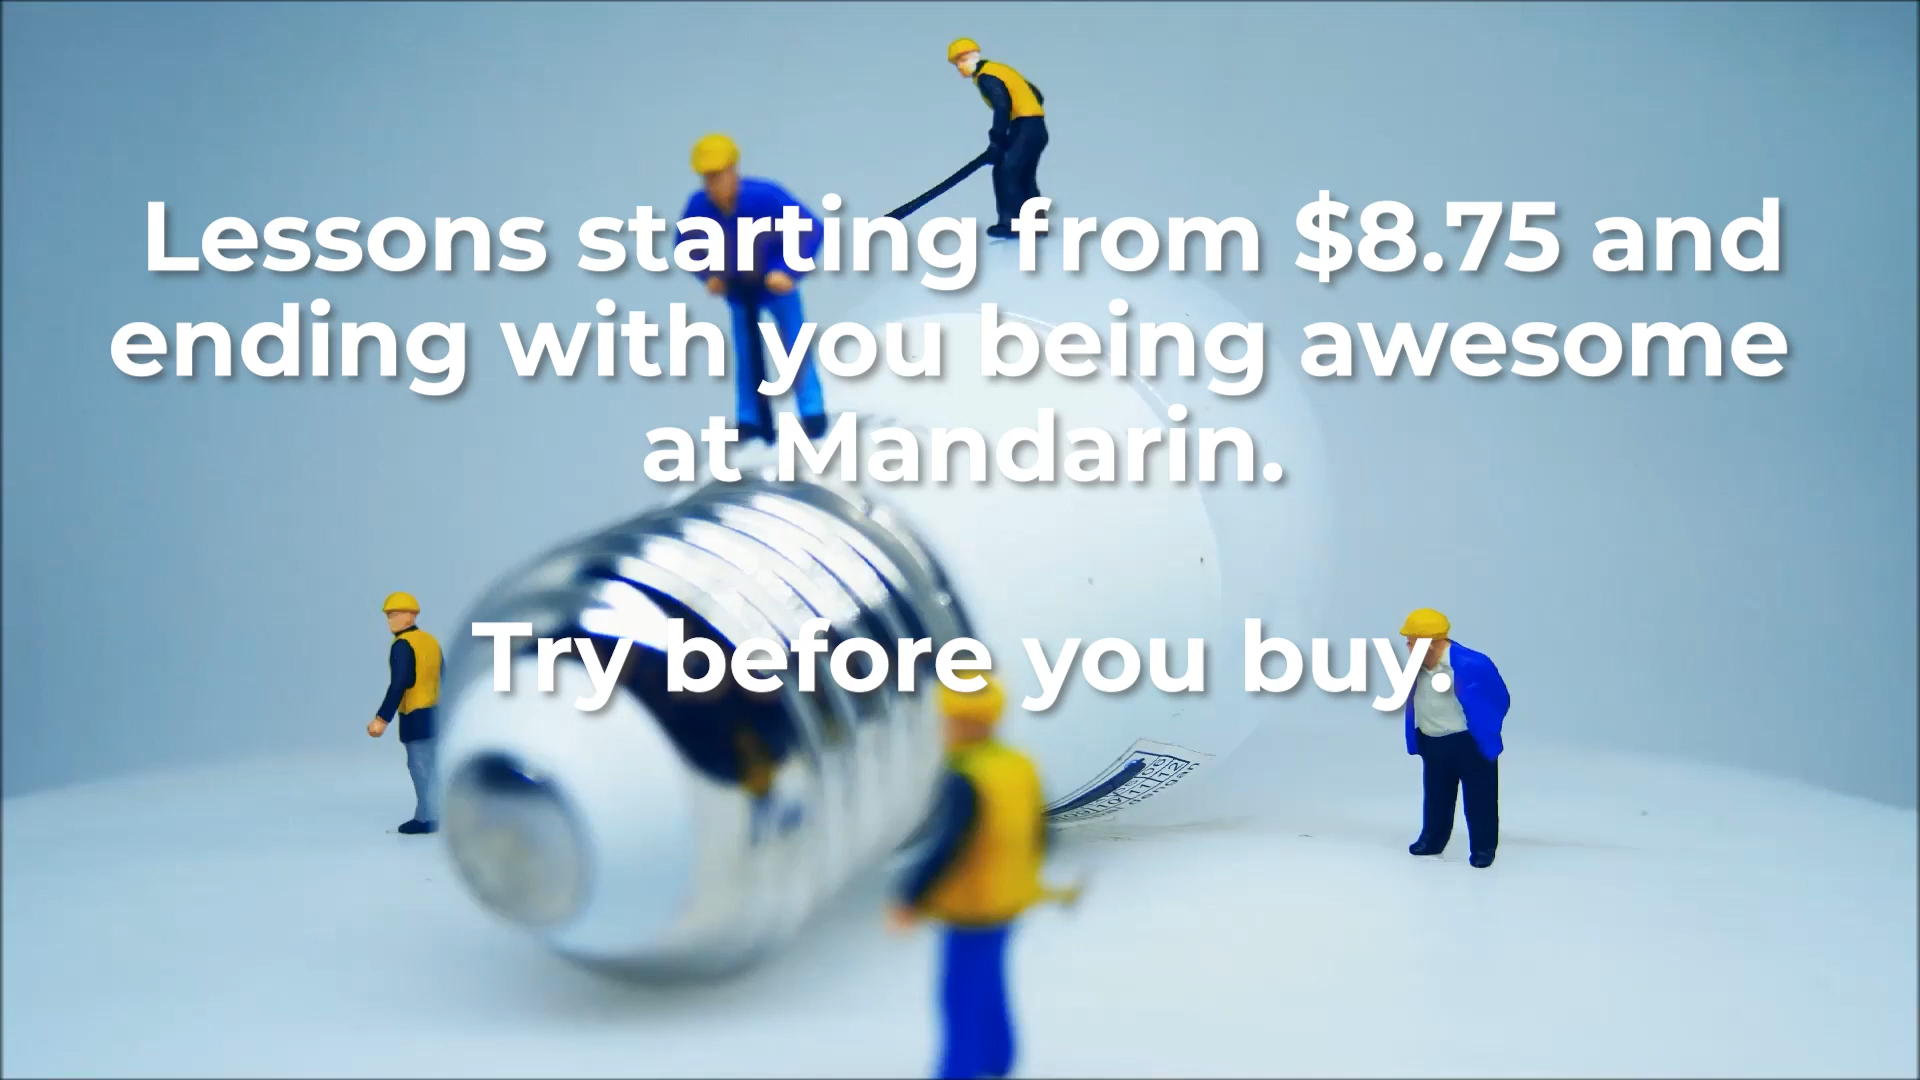 Lessons starting from $8.75 and
ending with you being awesome
at Mandarin.
Try before you buy.